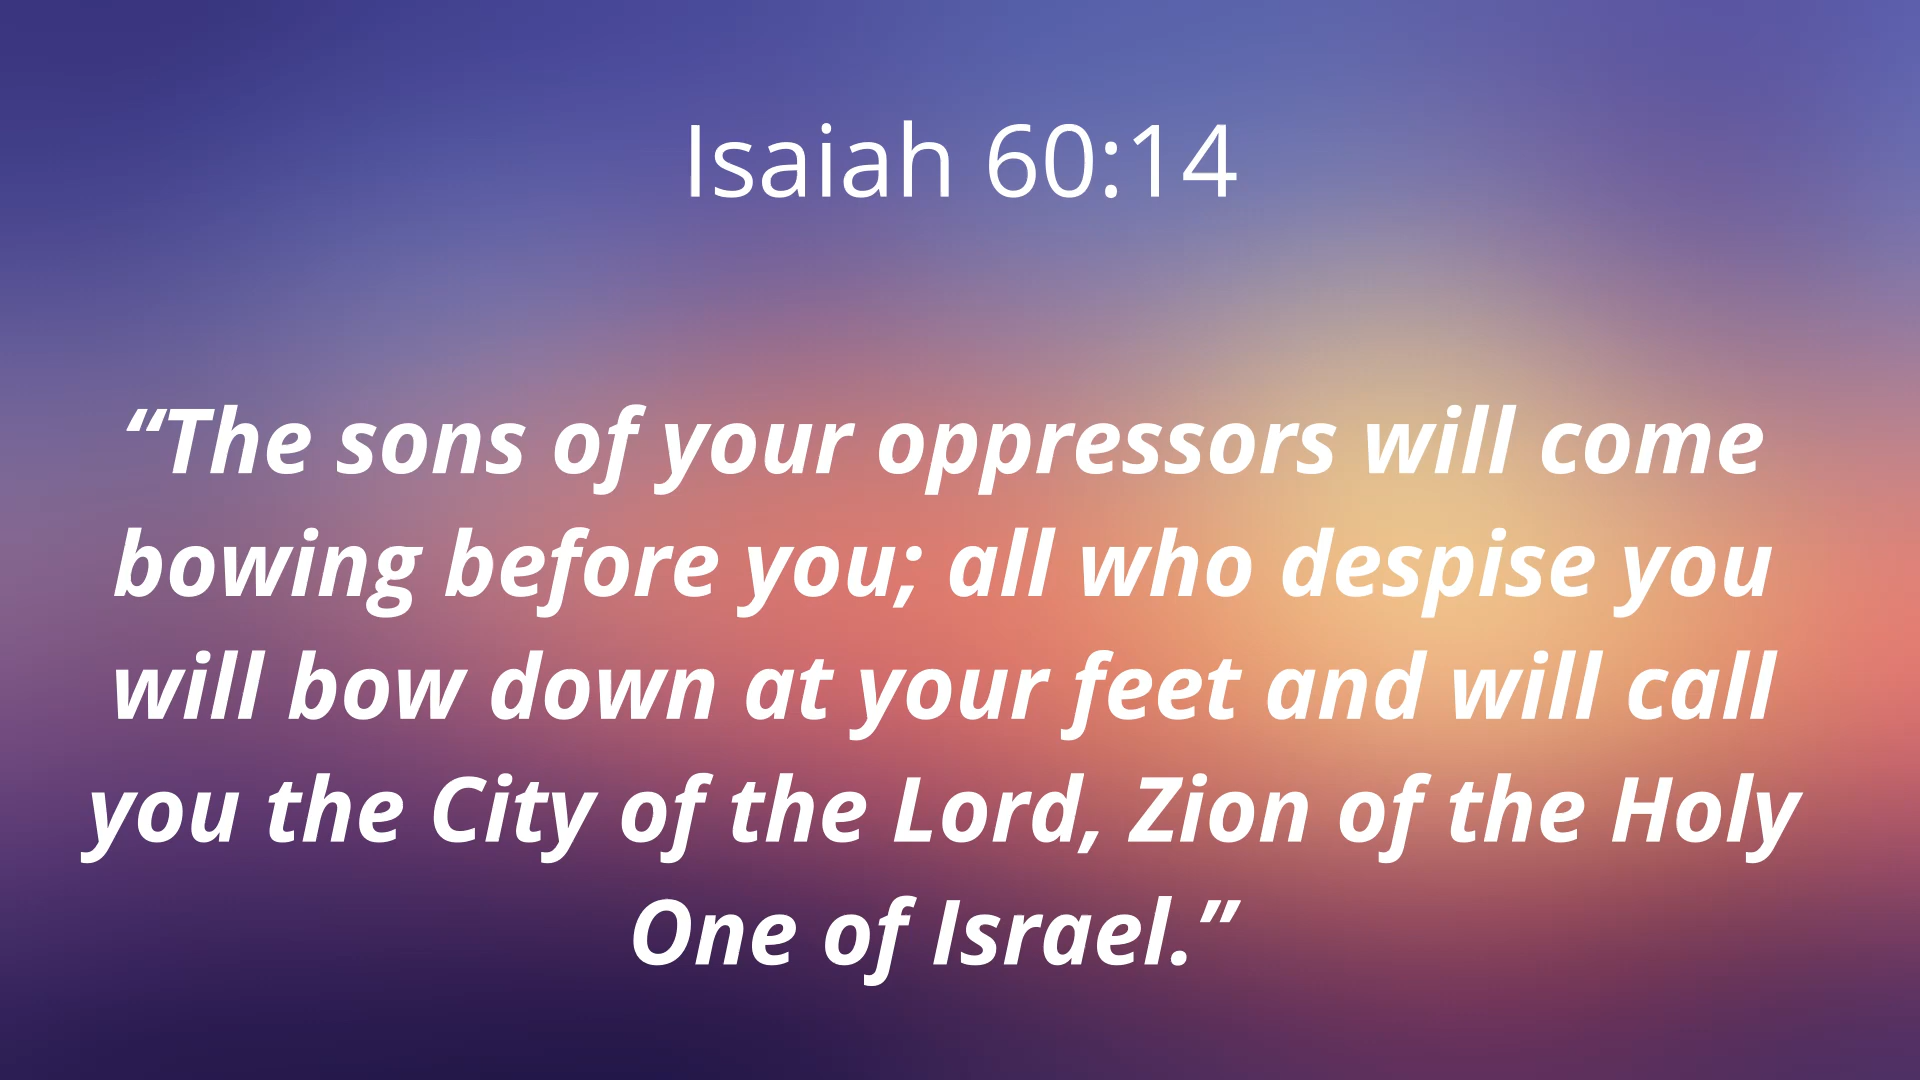 Isaiah 60:14
“The sons of your oppressors will come
bowing before you; all who despise you
will bow down at your feet and will call
you the City of the Lord, Zion of the Holy
One of Israel.”